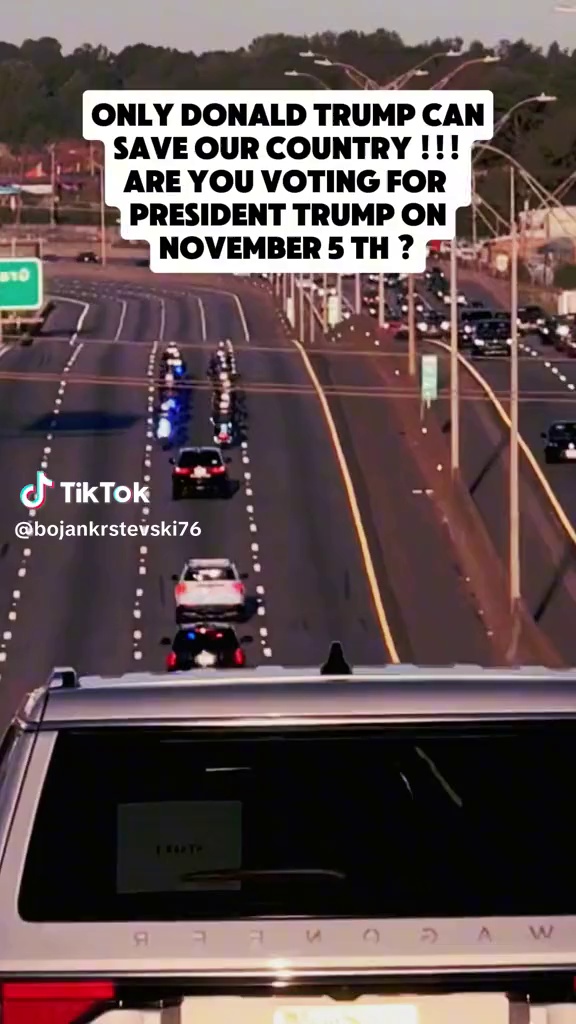 ONLY DONALD TRUMP CAN
SAVE OUR COUNTRY !!!
ARE YOU VOTING FOR
PRESIDENT TRUMP ON
NOVEMBER 5 TH ?
TikTok
@bojankrstevski76
WAGONEER